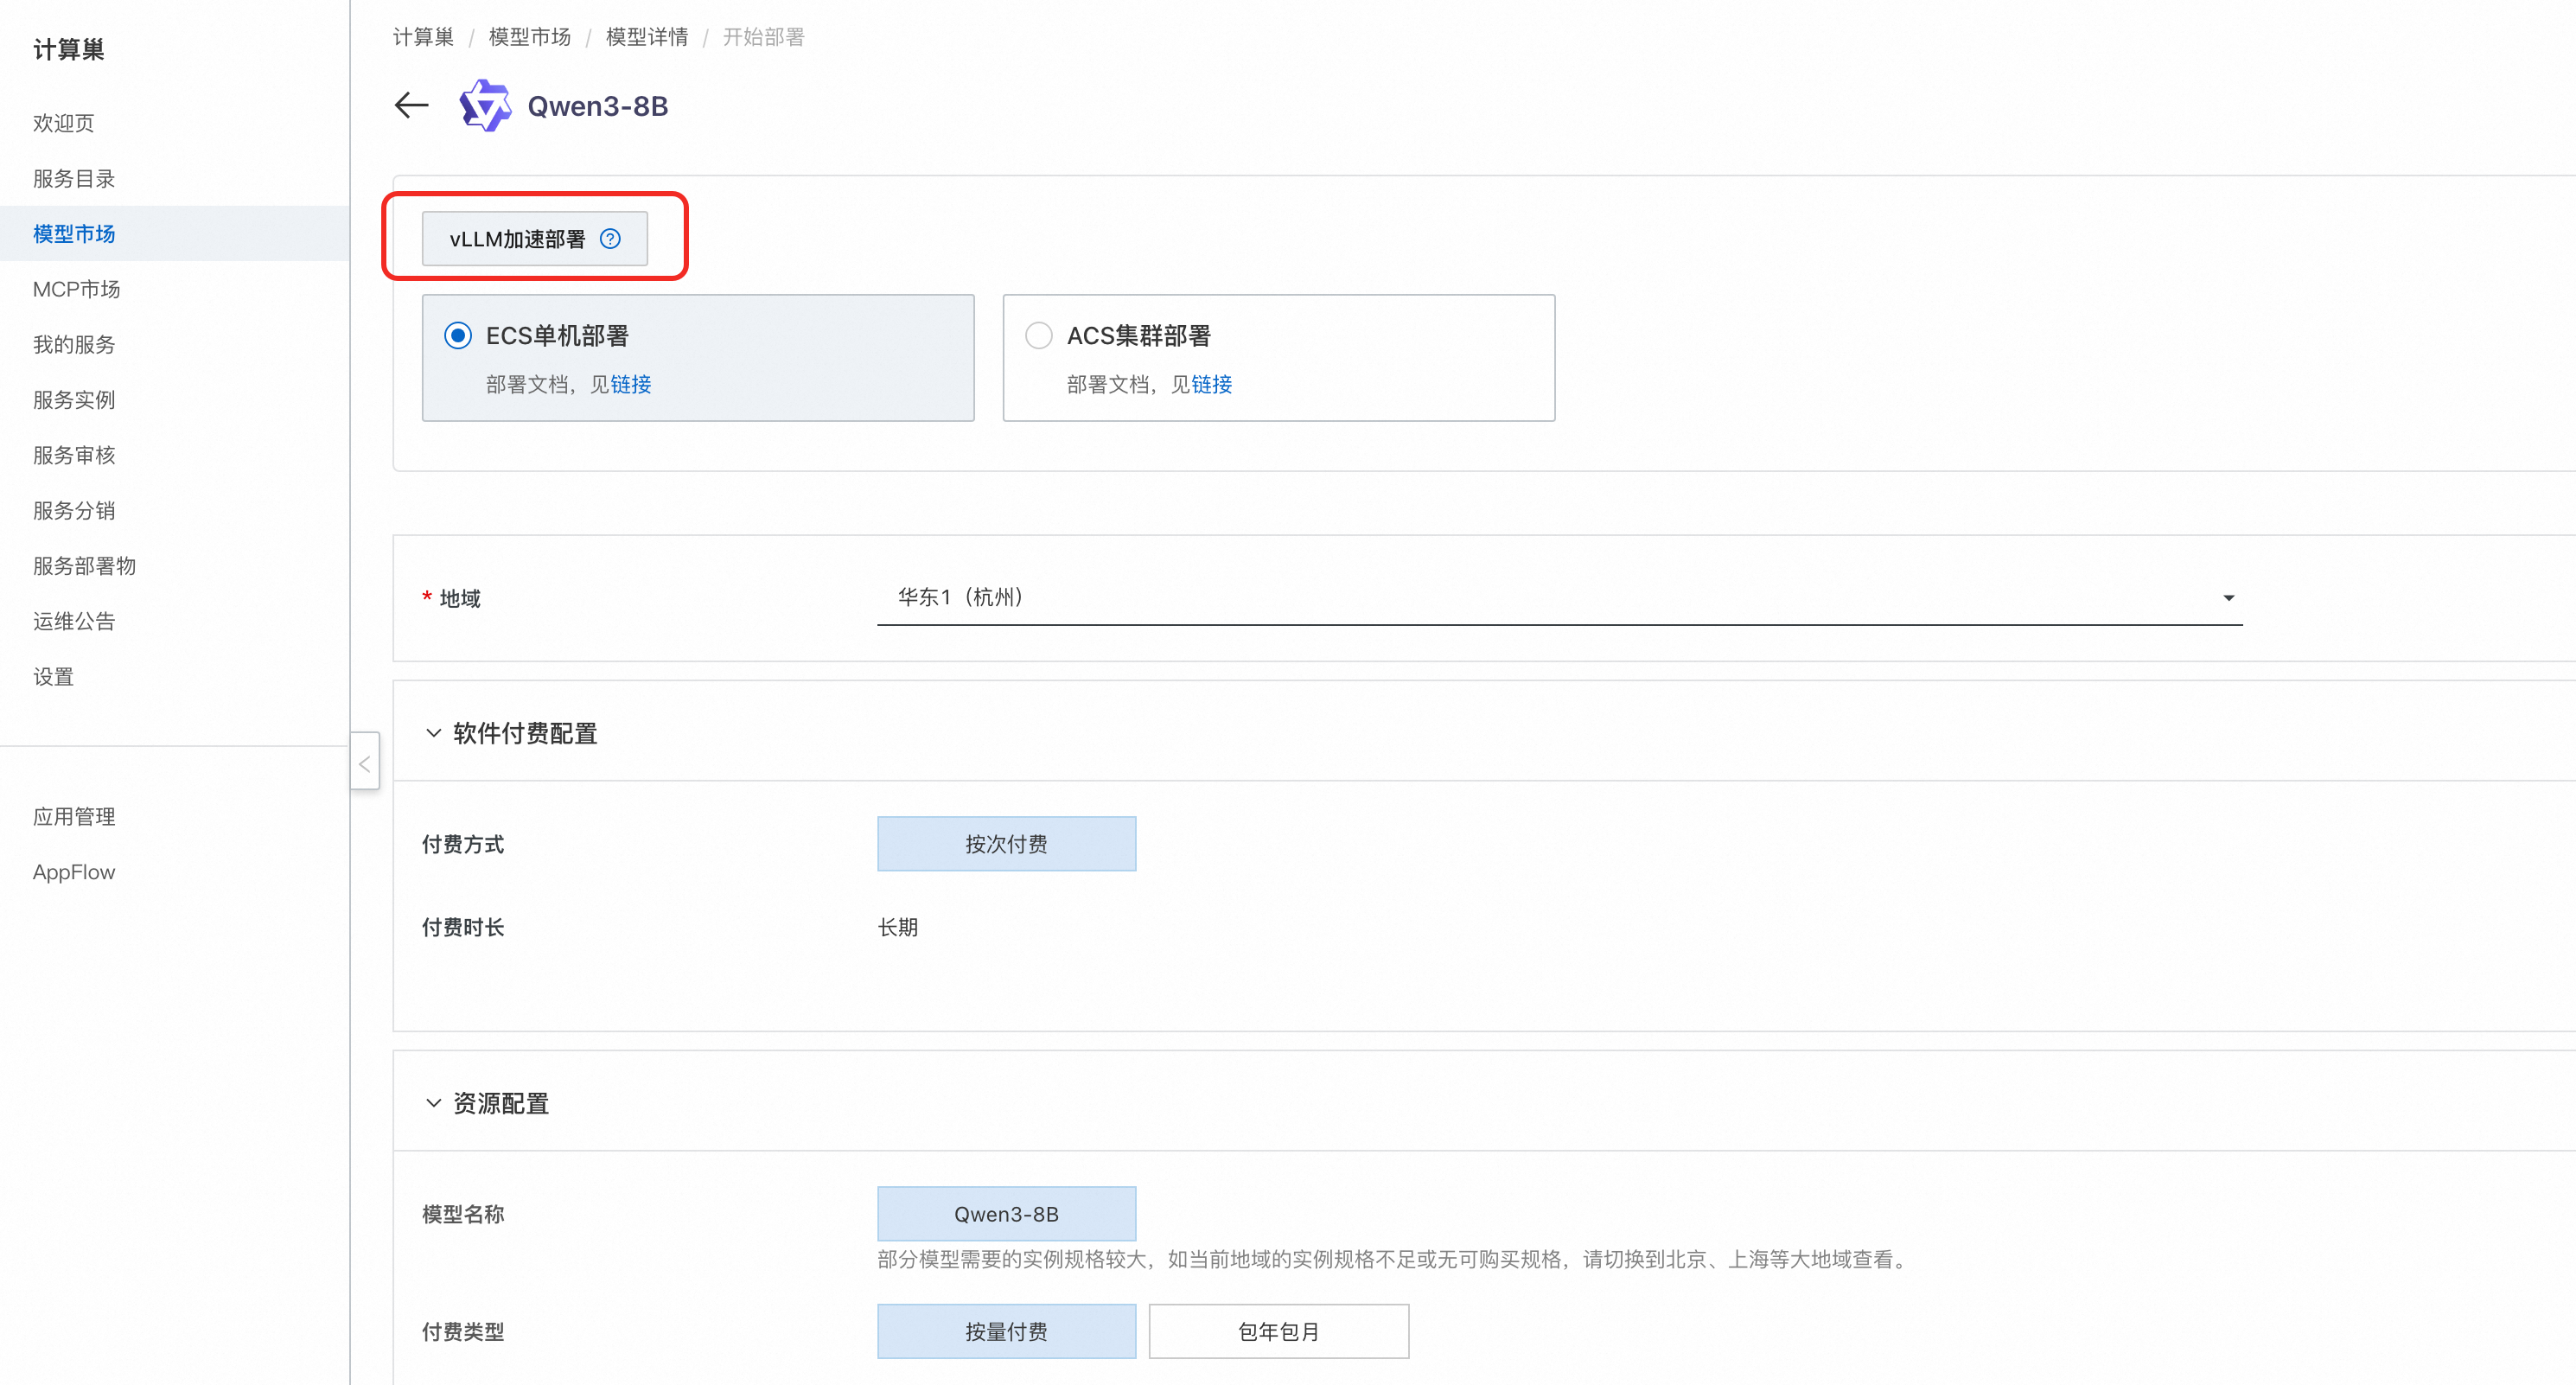 计算巢
欢迎页
服务目录
模型市场
MCP市场
我的服务
服务实例
服务审核
服务分销
服务部署物
运维公告
设置
应用管理
AppFlow
计算巢 / 模型市场 / 模型详情 / 开始部署
Qwen3-8B
vLLM加速部署
ECS单机部署
部署文档，见链接
ACS集群部署
部署文档，见链接
* 地域
华东1（杭州）
软件付费配置
付费方式
按次付费
付费时长
长期
资源配置
模型名称
Qwen3-8B
部分模型需要的实例规格较大，如当前地域的实例规格不足或无可购买规格，请切换到北京、上海等大地域查看。
付费类型
按量付费
包年包月